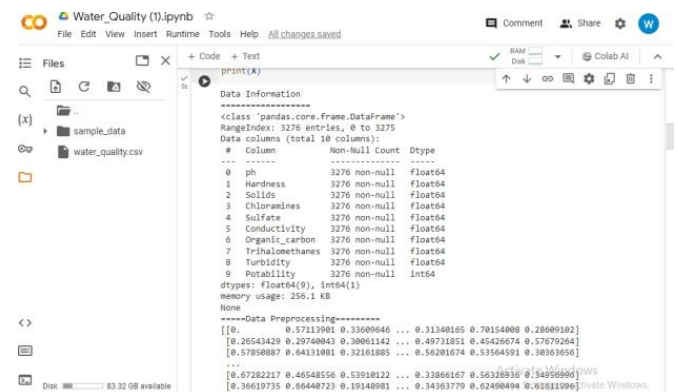 CO Water_Quality (1).ipynb
Comment Share W
File Edit View Insert Runtime Tools Help All changes saved
Files
+ Code + Text
RAM
Disk
Colab AI
print(X)
Data Information
==================
<class 'pandas.core.frame.DataFrame'>
RangeIndex: 3276 entries, 0 to 3275
Data columns (total 10 columns):
# Column Non-Null Count Dtype
--- ------ -------------- -----
0 ph 3276 non-null float64
1 Hardness 3276 non-null float64
2 Solids 3276 non-null float64
3 Chloramines 3276 non-null float64
4 Sulfate 3276 non-null float64
5 Conductivity 3276 non-null float64
6 Organic_carbon 3276 non-null float64
7 Trihalomethanes 3276 non-null float64
8 Turbidity 3276 non-null float64
9 Potability 3276 non-null int64
dtypes: float64(9), int64(1)
memory usage: 256.1 KB
None
=====Data Preprocessing=========
[[0. 0.57113901 0.33609646 ... 0.31340165 0.70154008 0.28609102]
[0.26543429 0.29740043 0.30061142 ... 0.49731851 0.45426674 0.57679264]
[0.57850887 0.64131081 0.32161885 ... 0.56201674 0.53564591 0.30363656]
...
[0.67282217 0.46548556 0.53910122 ... 0.33866167 0.56326936 0.34956996]
[0.36619735 0.66440723 0.19148981 ... 0.34363779 0.62490494
..
sample_data
water_quality.csv
{x}
<>
Disk 83.32 GB available
Activate Windows